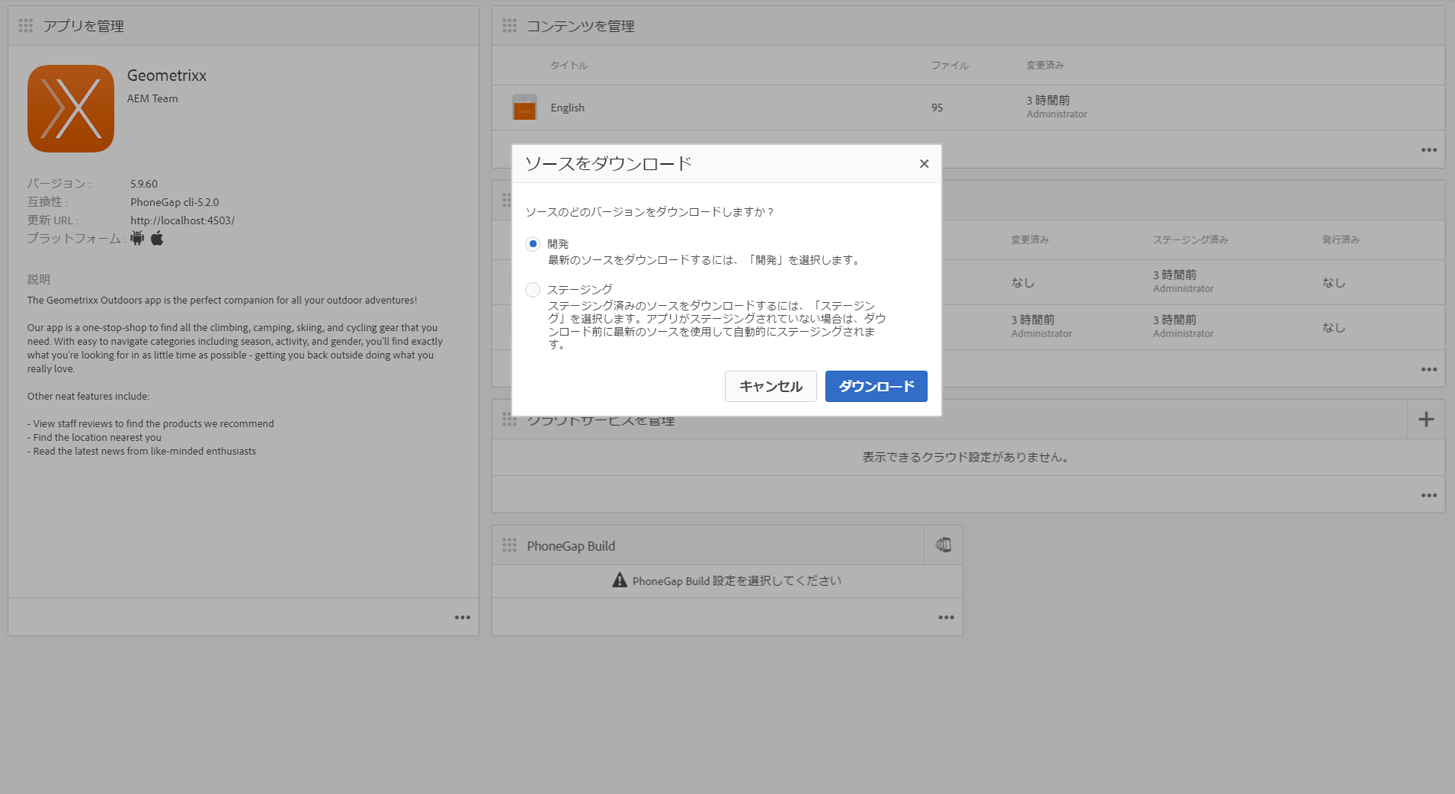 アプリを管理
Geometrixx
AEM Team
バージョン :
5.9.60
互換性 :
PhoneGap cli-5.2.0
更新 URL :
http://localhost:4503/
プラットフォーム :
説明
The Geometrixx Outdoors app is the perfect companion for all your outdoor adventures!
Our app is a one-stop-shop to find all the climbing, camping, skiing, and cycling gear that you
need. With easy to navigate categories including season, activity, and gender, you'll find exactly
what you're looking for in as little time as possible - getting you back outside doing what you
really love.
Other neat features include:
- View staff reviews to find the products we recommend
- Find the location nearest you
- Read the latest news from like-minded enthusiasts
コンテンツを管理
タイトル
ファイル
変更済み
English
95
3 時間前
Administrator
ソースをダウンロード
×
ソースのどのバージョンをダウンロードしますか？
開発
最新のソースをダウンロードするには、「開発」を選択します。
ステージング
ステージング済みのソースをダウンロードするには、「ステージン
グ」を選択します。アプリがステージングされていない場合は、ダウ
ンロード前に最新のソースを使用して自動的にステージングされま
す。
キャンセル
ダウンロード
変更済み
ステージング済み
発行済み
なし
3 時間前
Administrator
なし
3 時間前
Administrator
3 時間前
Administrator
なし
クラウドサービスを管理
表示できるクラウド設定がありません。
PhoneGap Build
PhoneGap Build 設定を選択してください